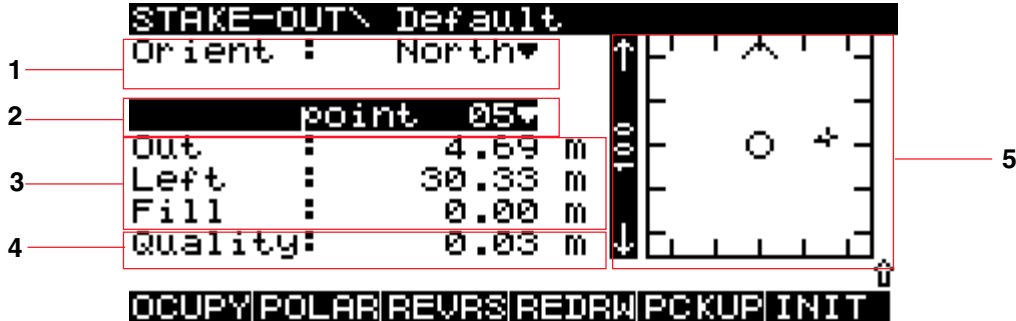 STAKE-OUT\ Default
1
Orient : North▾
2
point 05▾
3
Out : 4.69 m
Left : 30.33 m
Fill : 0.00 m
4
Quality: 0.03 m
↑ 100 ↓
5
OCUPY POLAR REVRS REDRW PCKUP INIT